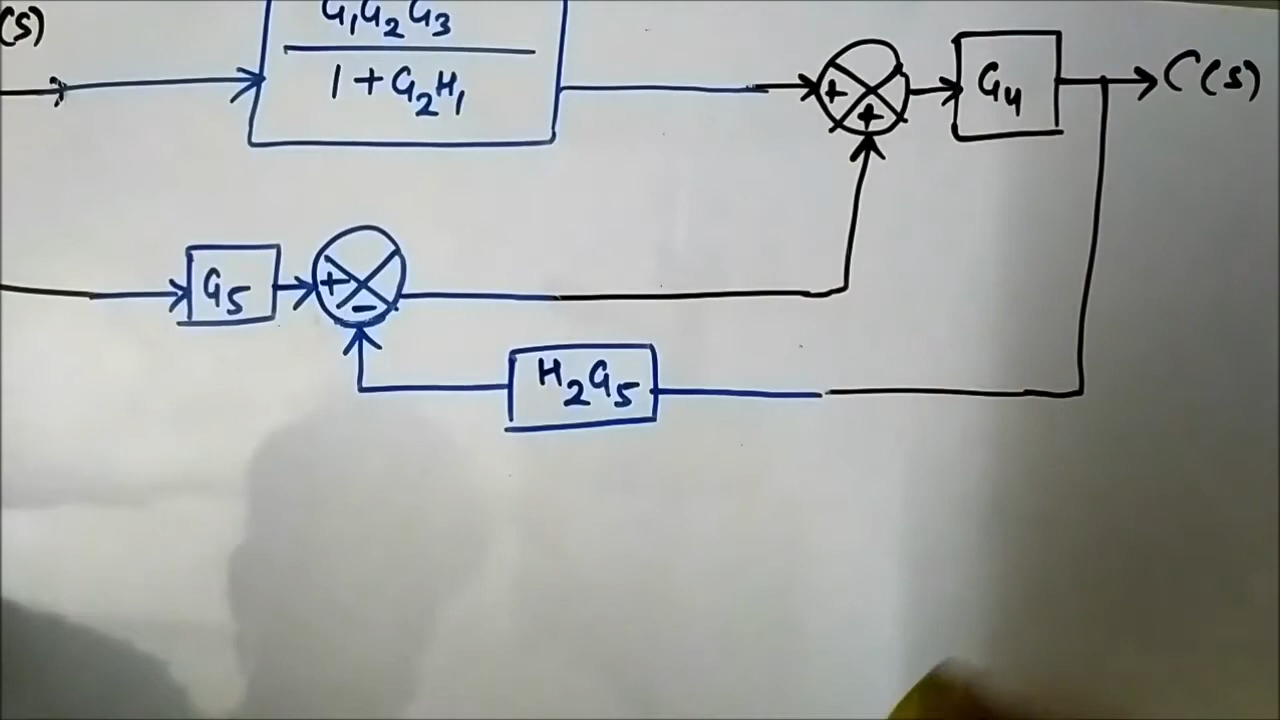 (s)
G₁G₂G₃
1 + G₂H₁
+
+
G₄
C(s)
G₅
+
-
H₂G₅